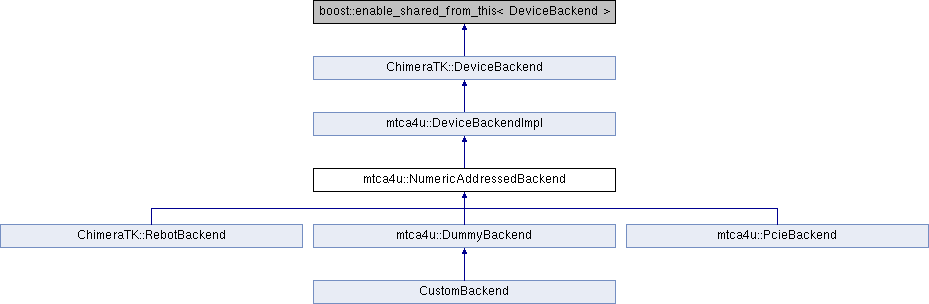 boost::enable_shared_from_this< DeviceBackend >
ChimeraTK::DeviceBackend
mtca4u::DeviceBackendImpl
mtca4u::NumericAddressedBackend
ChimeraTK::RebotBackend
mtca4u::DummyBackend
mtca4u::PcieBackend
CustomBackend